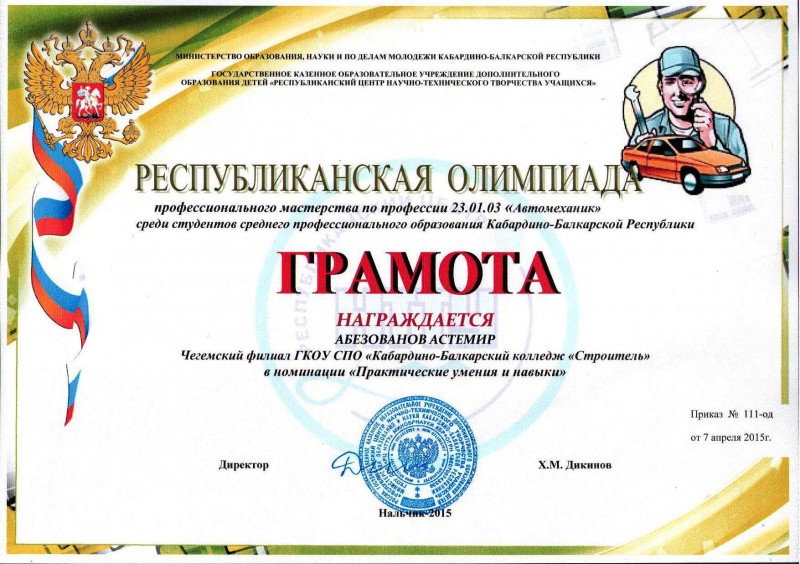 МИНИСТЕРСТВО ОБРАЗОВАНИЯ, НАУКИ И ПО ДЕЛАМ МОЛОДЕЖИ КАБАРДИНО-БАЛКАРСКОЙ РЕСПУБЛИКИ
ГОСУДАРСТВЕННОЕ КАЗЕННОЕ ОБРАЗОВАТЕЛЬНОЕ УЧРЕЖДЕНИЕ ДОПОЛНИТЕЛЬНОГО
ОБРАЗОВАНИЯ ДЕТЕЙ «РЕСПУБЛИКАНСКИЙ ЦЕНТР НАУЧНО-ТЕХНИЧЕСКОГО ТВОРЧЕСТВА УЧАЩИХСЯ»
РЕСПУБЛИКАНСКАЯ ОЛИМПИАДА
профессионального мастерства по профессии 23.01.03 «Автомеханик»
среди студентов среднего профессионального образования Кабардино-Балкарской Республики
ГРАМОТА
НАГРАЖДАЕТСЯ
АБЕЗОВАНОВ АСТЕМИР
Чегемский филиал ГКОУ СПО «Кабардино-Балкарский колледж «Строитель»
в номинации «Практические умения и навыки»
Приказ № 111-од
от 7 апреля 2015г.
Директор
Х.М. Дикинов
Нальчик-2015